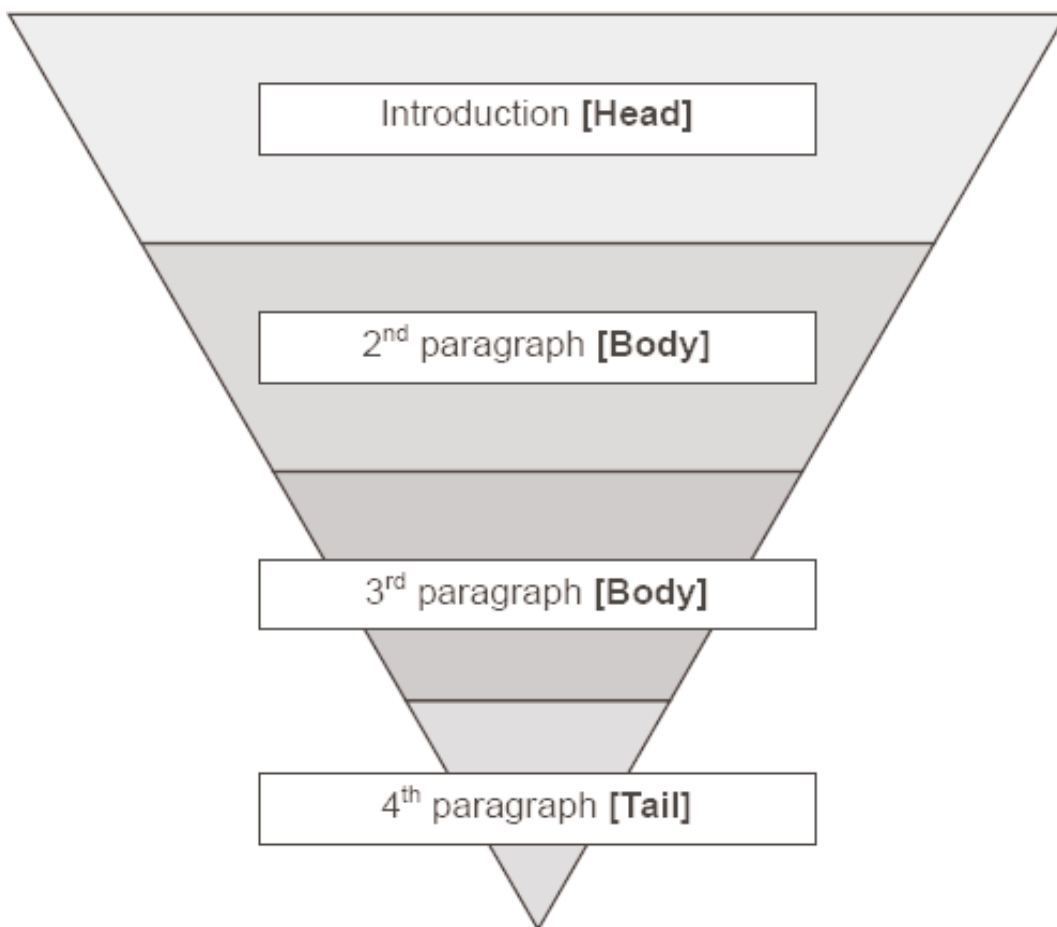 Introduction [Head]
2nd paragraph [Body]
3rd paragraph [Body]
4th paragraph [Tail]